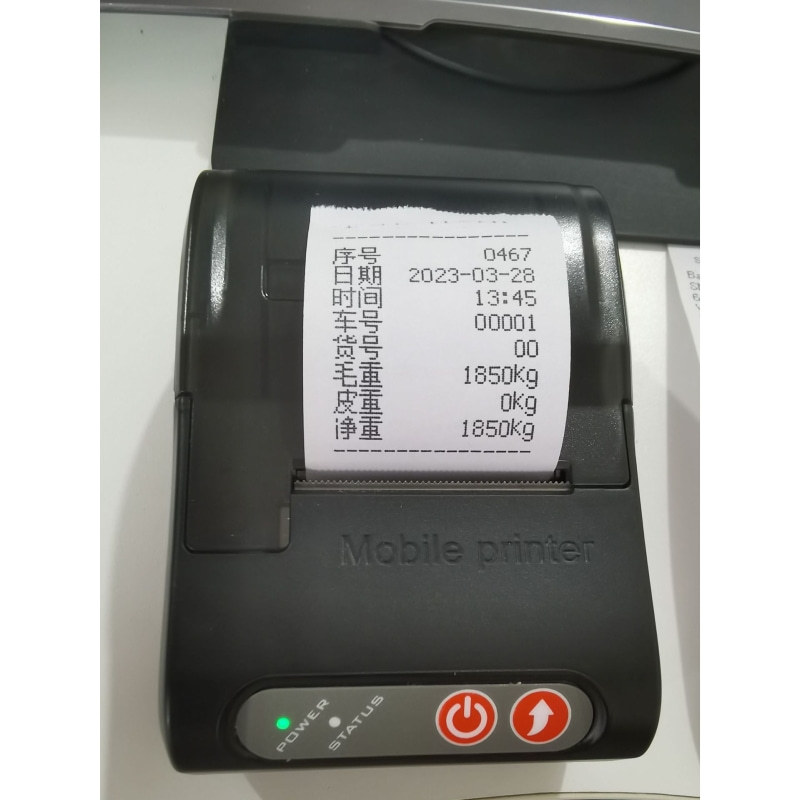 序号 0467
日期 2023-03-28
时间 13:45
车号 00001
货号 00
毛重 1850Kg
皮重 0Kg
净重 1850Kg
Mobile printer
POWER
STATUS